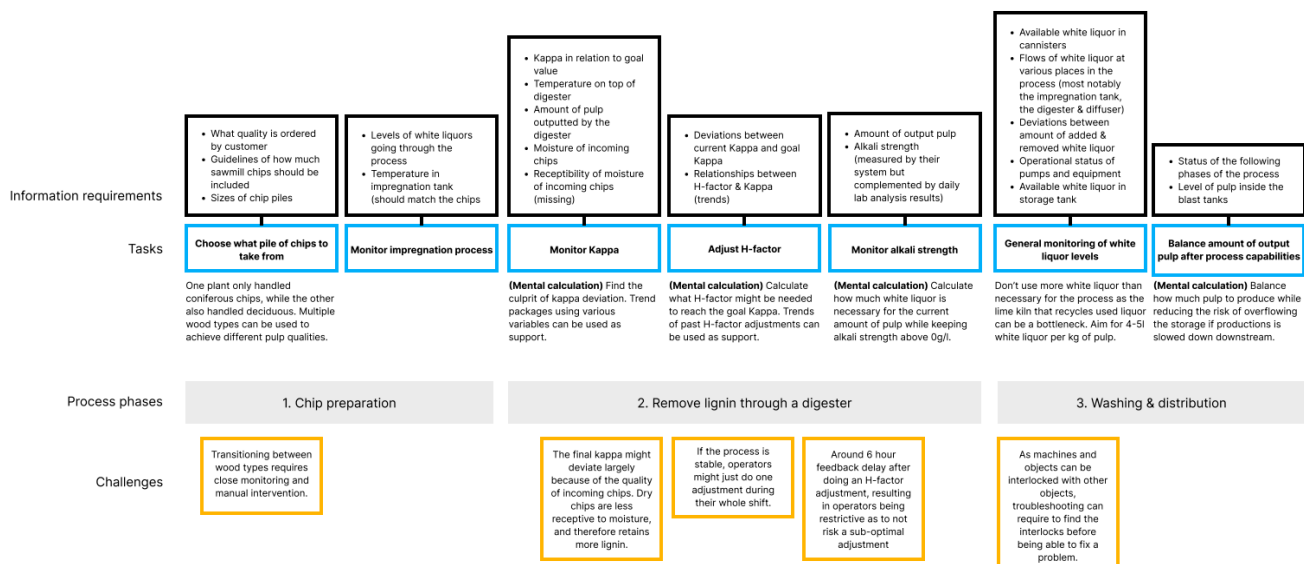 Information requirements
• What quality is ordered
by customer
• Guidelines of how much
sawmill chips should be
included
• Sizes of chip piles
• Levels of white liquors
going through the
process
• Temperature in
impregnation tank
(should match the chips
• Kappa in relation to goal
value
• Temperature on top of
digester
• Amount of pulp
outputted by the
digester
• Moisture of incoming
chips
• Receptibility of moisture
of incoming chips
(missing)
• Deviations between
current Kappa and goal
Kappa
• Relationships between
H-factor & Kappa
(trends)
• Amount of output pulp
• Alkali strength
(measured by their
system but
complemented by daily
lab analysis results)
• Available white liquor in
cannisters
• Flows of white liquor at
various places in the
process (most notably
the impregnation tank,
the digester & diffuser)
• Deviations between
amount of added &
removed white liquor
• Operational status of
pumps and equipment
• Available white liquor in
storage tank
• Status of the following
phases of the process
• Level of pulp inside the
blast tanks
Tasks
Choose what pile of chips to
take from
Monitor impregnation process
Monitor Kappa
Adjust H-factor
Monitor alkali strength
General monitoring of white
liquor levels
Balance amount of output
pulp after process capabilities
One plant only handled
coniferous chips, while the other
also handled deciduous. Multiple
wood types can be used to
achieve different pulp qualities.
(Mental calculation) Find the
culprit of kappa deviation. Trend
packages using various
variables can be used as
support.
(Mental calculation) Calculate
what H-factor might be needed
to reach the goal Kappa. Trends
of past H-factor adjustments can
be used as support.
(Mental calculation) Calculate
how much white liquor is
necessary for the current
amount of pulp while keeping
alkali strength above 0g/l.
Don't use more white liquor than
necessary for the process as the
lime kiln that recycles used liquor
can be a bottleneck. Aim for 4-5l
white liquor per kg of pulp.
(Mental calculation) Balance
how much pulp to produce while
reducing the risk of overflowing
the storage if productions is
slowed down downstream.
Process phases
1. Chip preparation
2. Remove lignin through a digester
3. Washing & distribution
Challenges
Transitioning between
wood types requires
close monitoring and
manual intervention.
The final kappa might
deviate largely
because of the quality
of incoming chips. Dry
chips are less
receptive to moisture,
and therefore retains
more lignin.
If the process is
stable, operators
might just do one
adjustment during
their whole shift.
Around 6 hour
feedback delay after
doing an H-factor
adjustment, resulting
in operators being
restrictive as to not
risk a sub-optimal
adjustment
As machines and
objects can be
interlocked with other
objects,
troubleshooting can
require to find the
interlocks before
being able to fix a
problem.